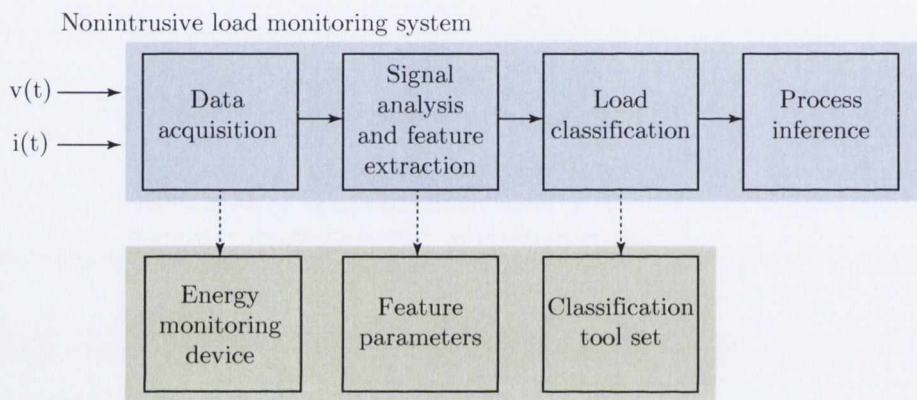 Nonintrusive load monitoring system
v(t)
i(t)
Data
acquisition
Signal
analysis
and feature
extraction
Load
classification
Process
inference
Energy
monitoring
device
Feature
parameters
Classification
tool set